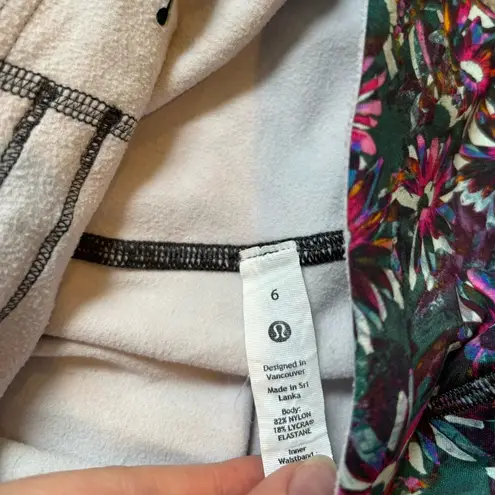 6
Designed in
Vancouver
Made in Sri
Lanka
Body:
82% NYLON
18% LYCRA®
ELASTANE
Inner
Waistband